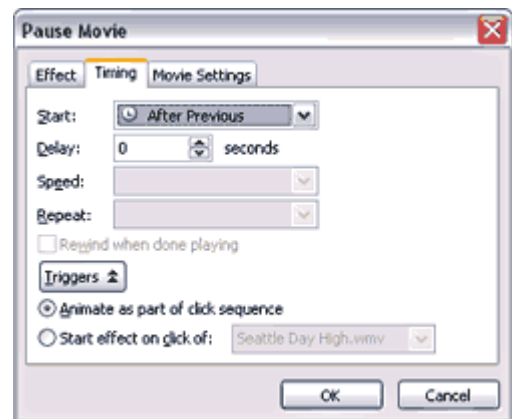 Pause Movie
Effect Timing Movie Settings
Start: After Previous
Delay: 0 seconds
Speed:
Repeat:
Rewind when done playing
Triggers
Animate as part of click sequence
Start effect on click of: Seattle Day High.wmv
OK Cancel